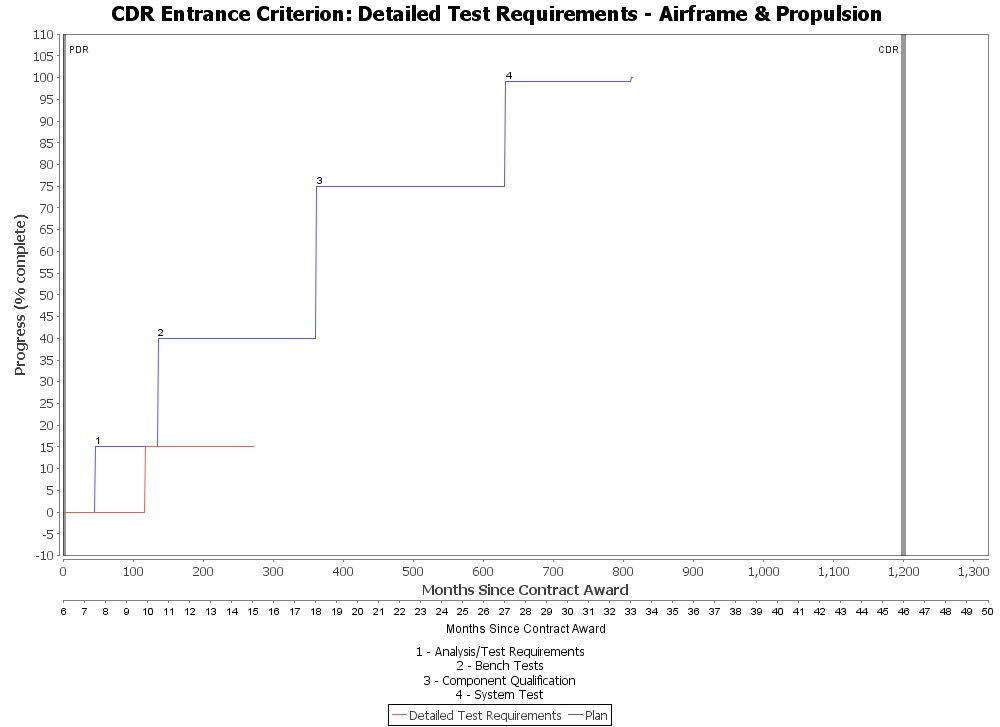 CDR Entrance Criterion: Detailed Test Requirements - Airframe & Propulsion
110
105
100
95
90
85
80
75
70
65
60
55
50
45
40
35
30
25
20
15
10
5
0
-5
-10
Progress (% complete)
PDR
CDR
1
2
3
4
0 100 200 300 400 500 600 700 800 900 1,000 1,100 1,200 1,300
Months Since Contract Award
6 7 8 9 10 11 12 13 14 15 16 17 18 19 20 21 22 23 24 25 26 27 28 29 30 31 32 33 34 35 36 37 38 39 40 41 42 43 44 45 46 47 48 49 50
Months Since Contract Award
1 - Analysis/Test Requirements
2 - Bench Tests
3 - Component Qualification
4 - System Test
Detailed Test Requirements Plan